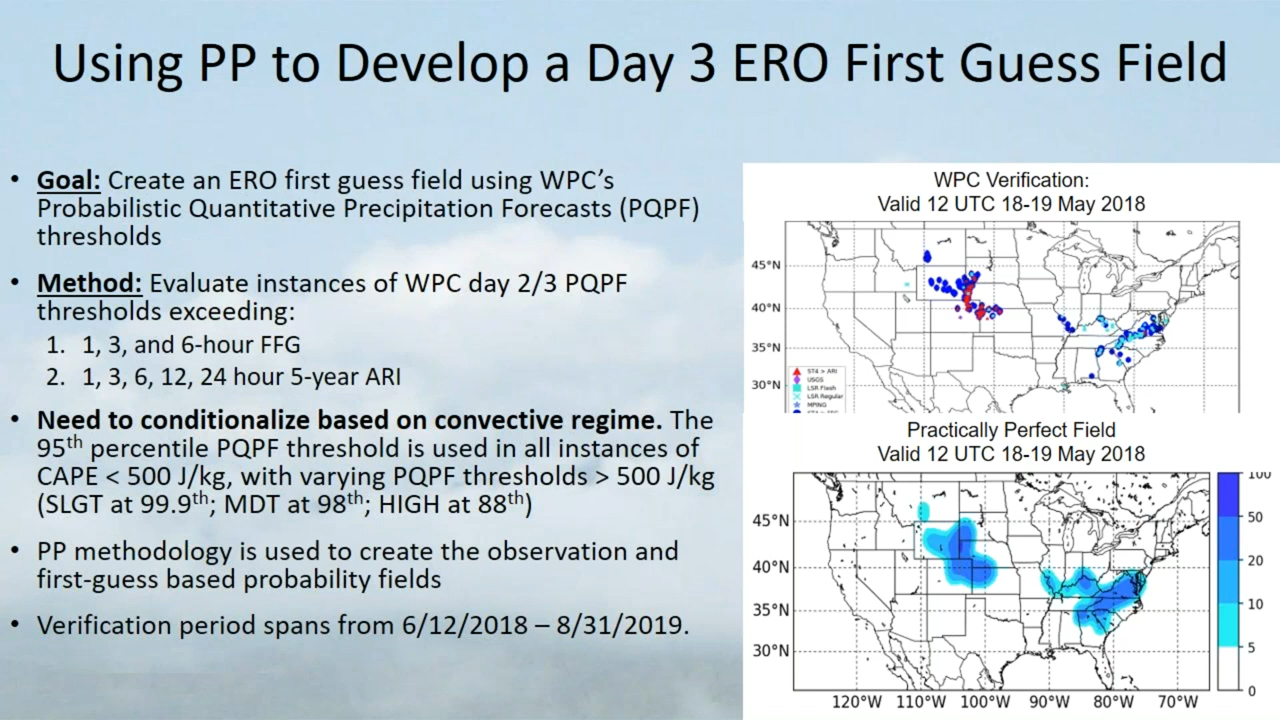 Using PP to Develop a Day 3 ERO First Guess Field
• Goal: Create an ERO first guess field using WPC’s
Probabilistic Quantitative Precipitation Forecasts (PQPF)
thresholds
• Method: Evaluate instances of WPC day 2/3 PQPF
thresholds exceeding:
1. 1, 3, and 6-hour FFG
2. 1, 3, 6, 12, 24 hour 5-year ARI
• Need to conditionalize based on convective regime. The
95th percentile PQPF threshold is used in all instances of
CAPE < 500 J/kg, with varying PQPF thresholds > 500 J/kg
(SLGT at 99.9th; MDT at 98th; HIGH at 88th)
• PP methodology is used to create the observation and
first-guess based probability fields
• Verification period spans from 6/12/2018 – 8/31/2019.
WPC Verification:
Valid 12 UTC 18-19 May 2018
45°N
40°N
35°N
30°N
ST4 > ARI
USGS
LSR Flash
LSR Regular
MPING
Practically Perfect Field
Valid 12 UTC 18-19 May 2018
45°N
40°N
35°N
30°N
120°W 110°W 100°W 90°W 80°W 70°W
100
50
20
10
5
0